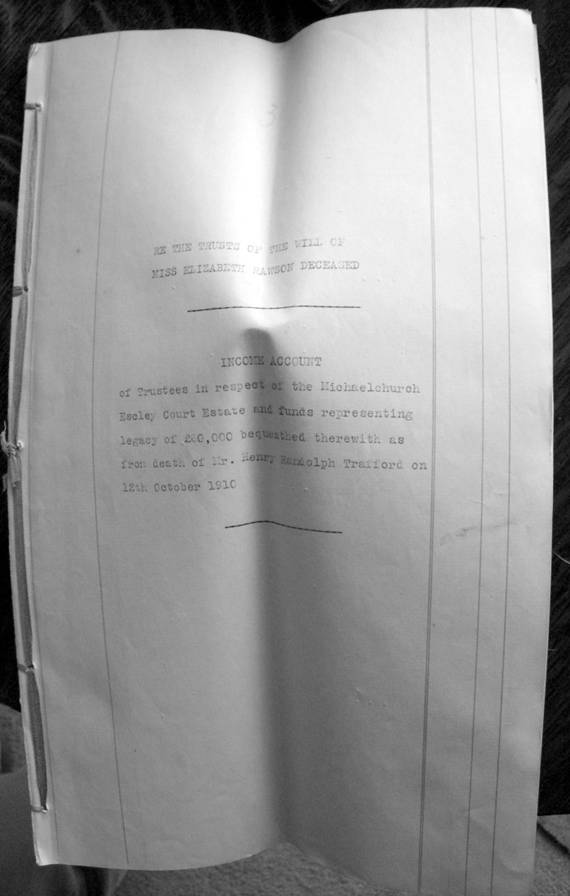 RE THE TRUSTS OF THE WILL OF
MISS ELIZABETH RAWSON DECEASED
INCOME ACCOUNT
of Trustees in respect of the Michaelchurch
Escley Court Estate and funds representing
legacy of bequeathed therewith as
from death of Mr. Henry Randolph Trafford on
12th October 1910